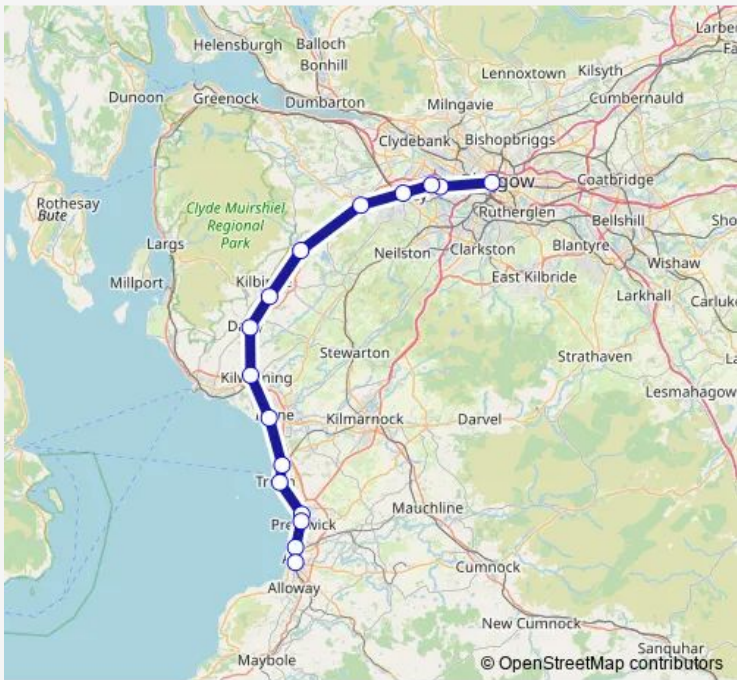 Larbert
Helensburgh
Balloch
Bonhill
Kilsyth
Lennoxtown
Dunoon
Greenock
Dumbarton
Milngavie
Cumbernauld
Clydebank
Bishopbriggs
Rothesay
Bute
Clyde Muirshiel
Regional
Park
Coatbridge
Rutherglen
Bellshill
Largs
Neilston
Clarkston
Blantyre
Wishaw
Millport
East Kilbride
Larkhall
Stewarton
Strathaven
Lesmahagow
Kilmarnock
Darvel
Mauchline
Cumnock
Alloway
New Cumnock
Maybole
Sanquhar
© OpenStreetMap contributors